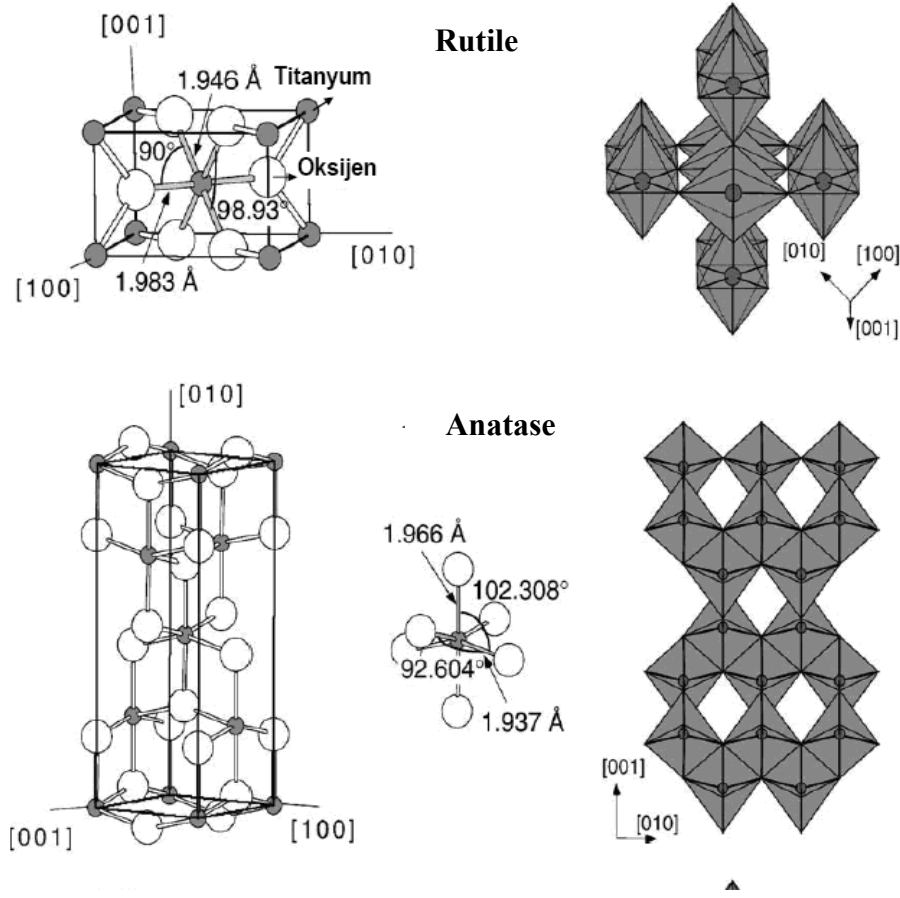 Rutile
[001]
1.946 Å
Titanyum
90°
Oksijen
98.93°
[010]
[100]
1.983 Å
[010]
[100]
[001]
Anatase
[010]
1.966 Å
102.308°
92.604°
1.937 Å
[001]
[100]
[001]
[010]